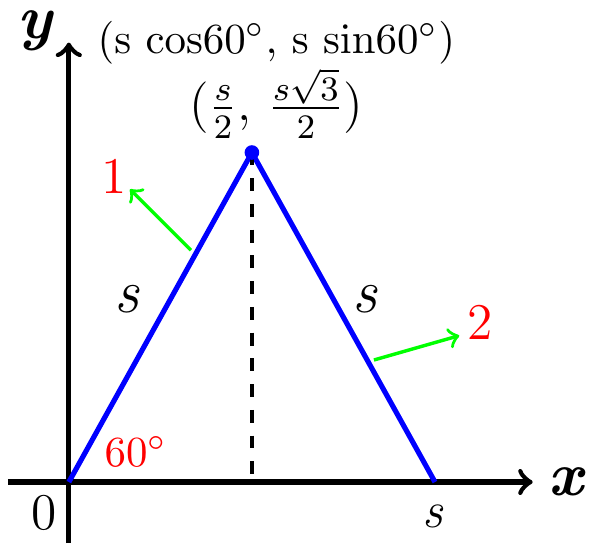 y
(s cos60°, s sin60°)
(s/2, s√3/2)
1
s
s
2
60°
x
0
s